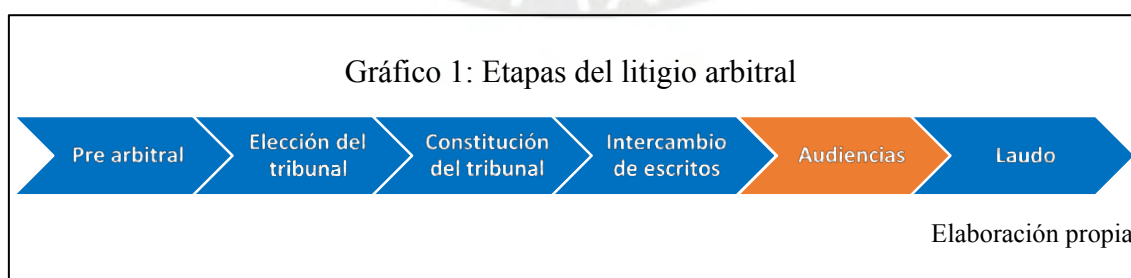 Gráfico 1: Etapas del litigio arbitral
Pre arbitral
Elección del
tribunal
Constitución
del tribunal
Intercambio
de escritos
Audiencias
Laudo
Elaboración propia